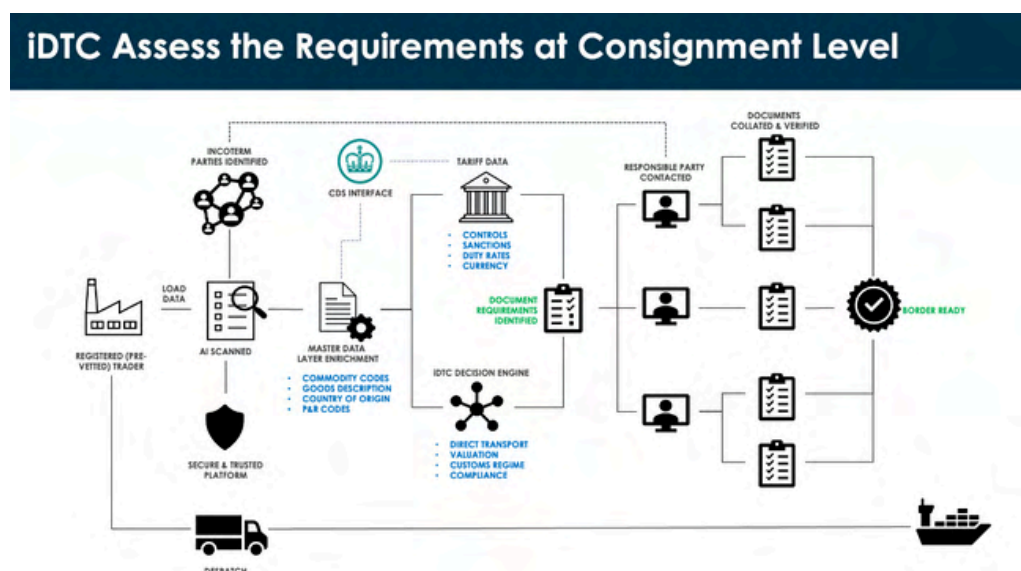 iDTC Assess the Requirements at Consignment Level
DOCUMENTS
COLLATED & VERIFIED
INCOTERM
PARTIES IDENTIFIED
CDS INTERFACE
TARIFF DATA
• CONTROLS
• SANCTIONS
• DUTY RATES
• CURRENCY
RESPONSIBLE PARTY
CONTACTED
LOAD
DATA
REGISTERED (PRE-
VETTED) TRADER
AI SCANNED
MASTER DATA
LAYER ENRICHMENT
• COMMODITY CODES
• GOODS DESCRIPTION
• COUNTRY OF ORIGIN
• P&R CODES
DOCUMENT
REQUIREMENTS
IDENTIFIED
BORDER READY
iDTC DECISION ENGINE
• DIRECT TRANSPORT
• VALUATION
• CUSTOMS REGIME
• COMPLIANCE
SECURE & TRUSTED
PLATFORM
DESPATCH